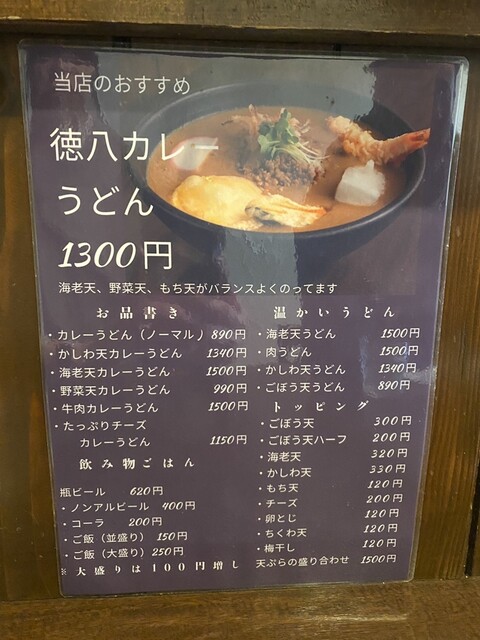 当店のおすすめ
徳八カレー
うどん
1300円
海老天、野菜天、もち天がバランスよくのってます
お品書き
・カレーうどん（ノーマル）890円
・かしわ天カレーうどん 1340円
・海老天カレーうどん 1500円
・野菜天カレーうどん 990円
・牛肉カレーうどん 1500円
・たっぷりチーズ
カレーうどん 1150円
飲み物ごはん
瓶ビール 620円
・ノンアルビール 400円
・コーラ 200円
・ご飯（並盛り）150円
・ご飯（大盛り）250円
※大盛りは100円増し
温かいうどん
・海老天うどん 1500円
・肉うどん 1500円
・かしわ天うどん 1340円
・ごぼう天うどん 890円
トッピング
・ごぼう天 300円
・ごぼう天ハーフ 200円
・海老天 320円
・かしわ天 330円
・もち天 120円
・チーズ 200円
・卵とじ 120円
・ちくわ天 120円
・梅干し 120円
天ぷらの盛り合わせ 1500円